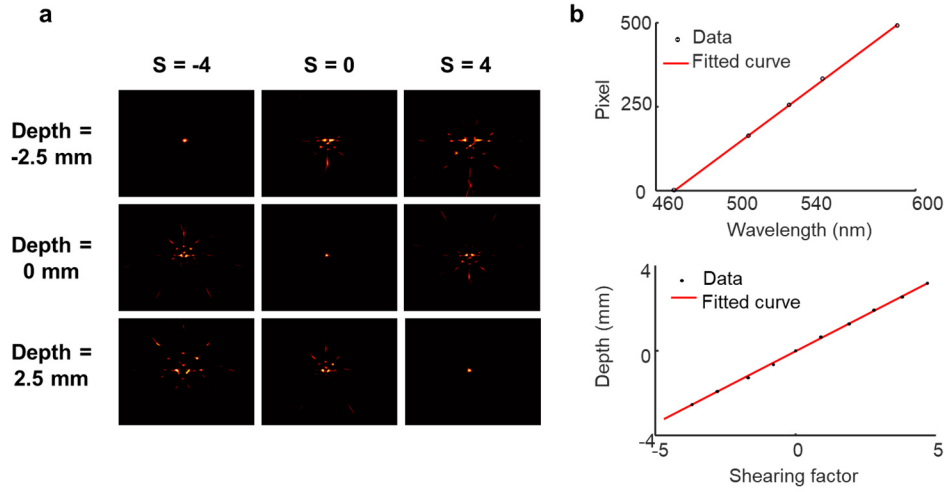 a
S = -4 S = 0 S = 4
Depth =
-2.5 mm
Depth =
0 mm
Depth =
2.5 mm
b
500
250
0
Pixel
Data
Fitted curve
460 500 540 600
Wavelength (nm)
4
0
-4
Depth (mm)
Data
Fitted curve
-5 0 5
Shearing factor